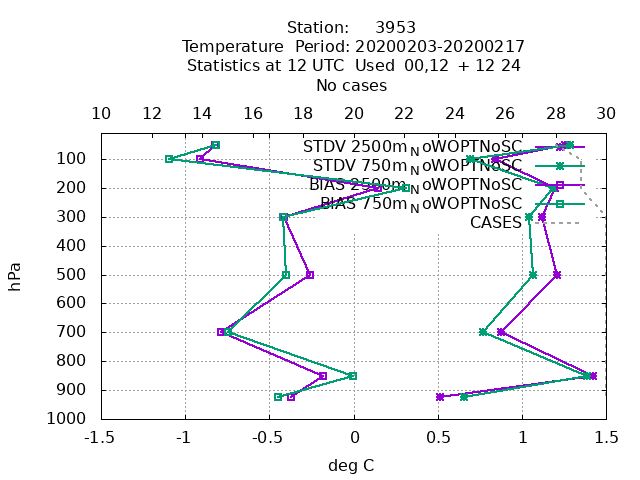 Station: 3953
Temperature Period: 20200203-20200217
Statistics at 12 UTC Used 00,12 + 12 24
No cases
10 12 14 16 18 20 22 24 26 28 30
STDV 2500m_NoWOPTNoSC
STDV 750m_NoWOPTNoSC
BIAS 2500m_NoWOPTNoSC
BIAS 750m_NoWOPTNoSC
CASES
100
200
300
400
500
600
700
800
900
1000
hPa
-1.5 -1 -0.5 0 0.5 1 1.5
deg C